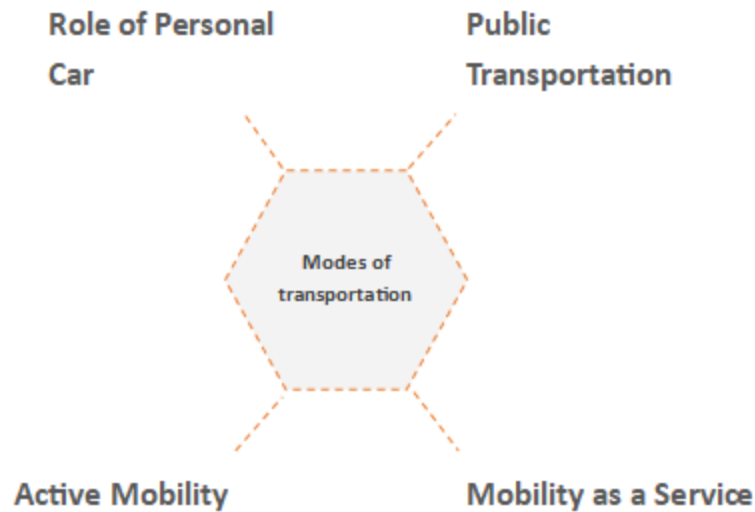 Role of Personal
Car
Public
Transportation
Modes of
transportation
Active Mobility
Mobility as a Service